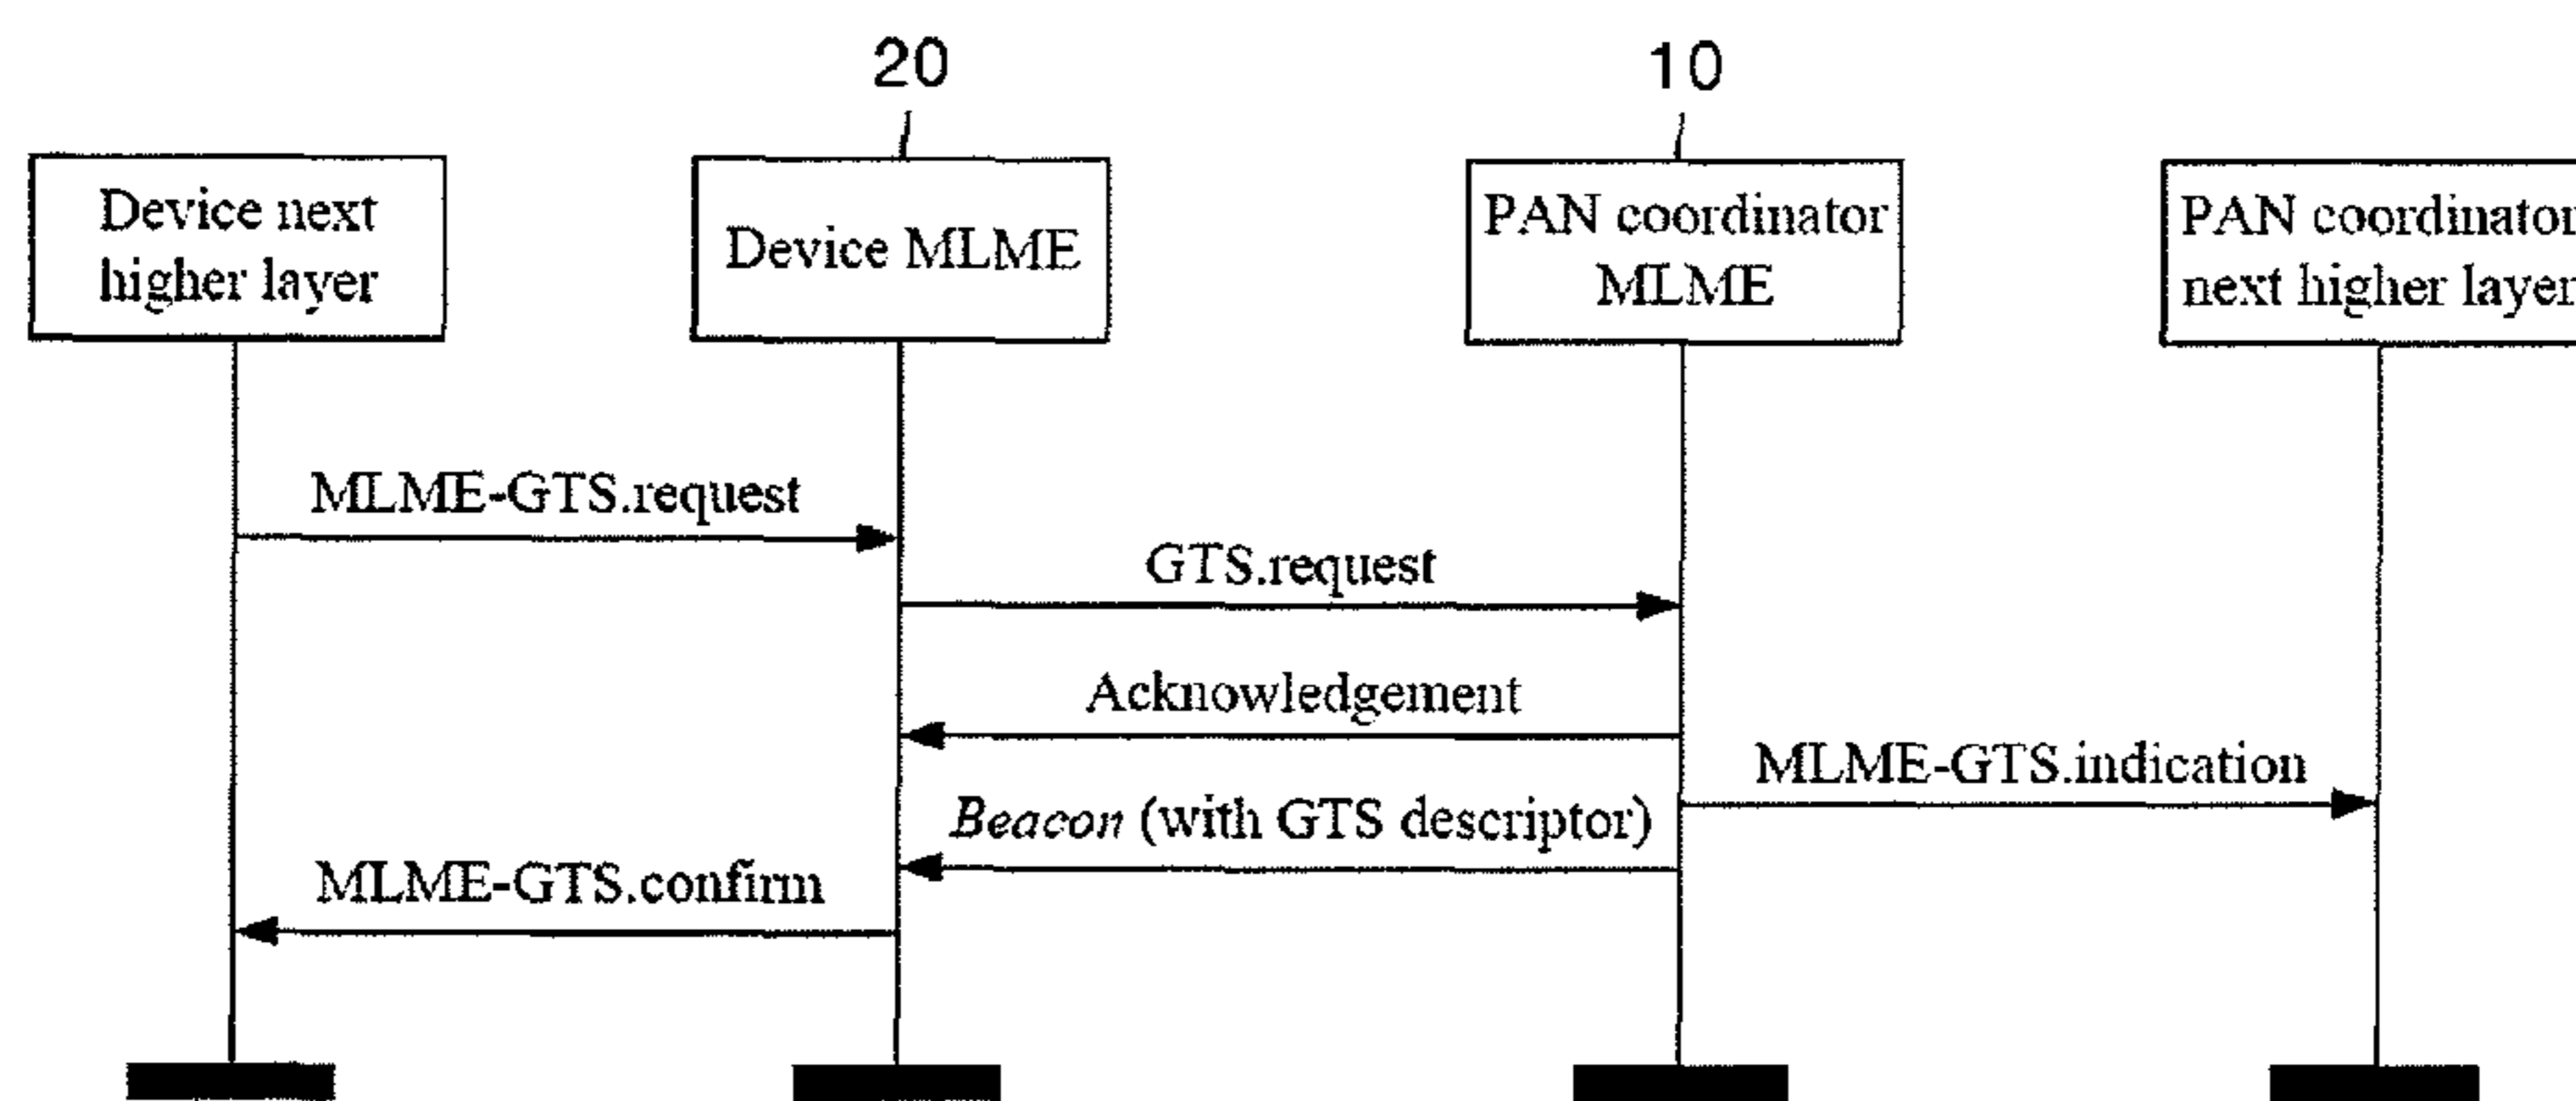 20
10
Device next
higher layer
Device MLME
PAN coordinator
MLME
PAN coordinator
next higher layer
MLME-GTS.request
GTS.request
Acknowledgement
MLME-GTS.indication
Beacon (with GTS descriptor)
MLME-GTS.confirm